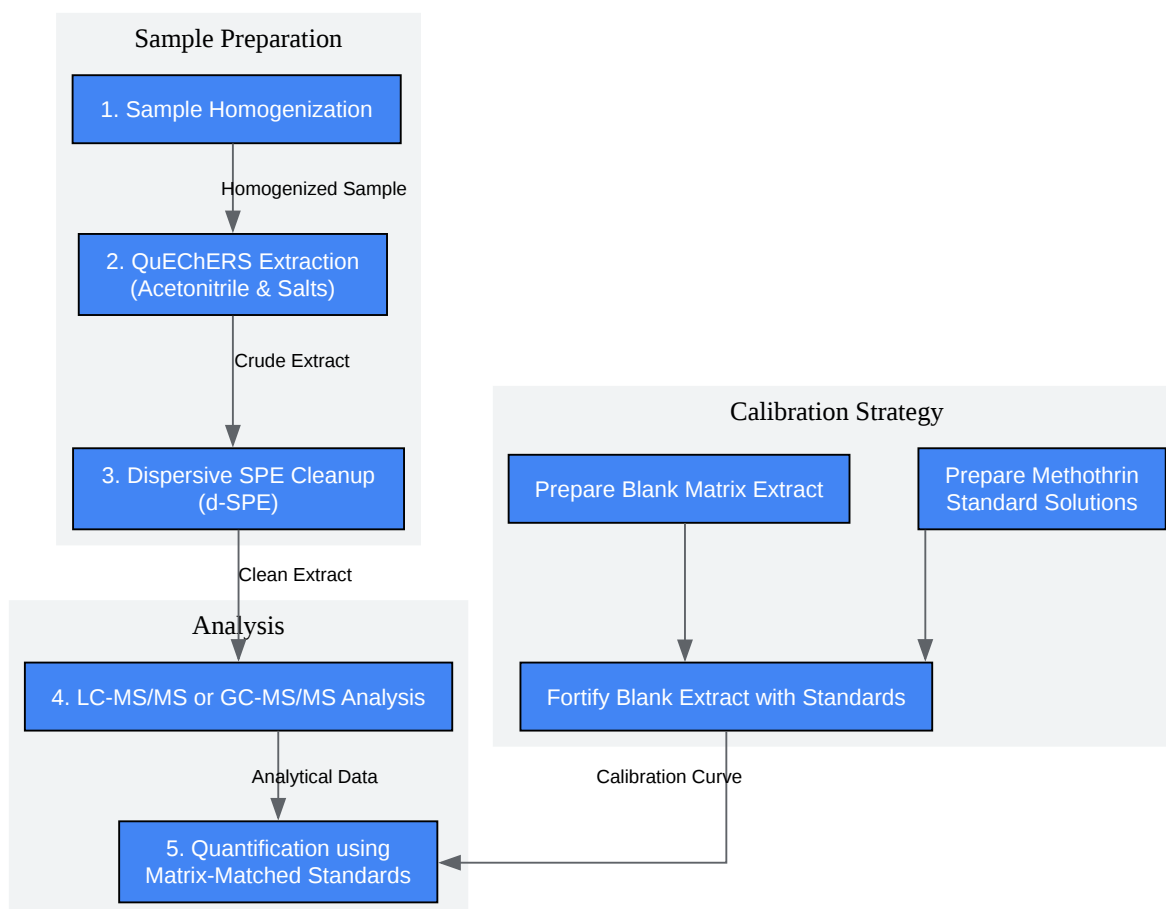 Sample Preparation
1. Sample Homogenization
Homogenized Sample
2. QuEChERS Extraction
(Acetonitrile & Salts)
Crude Extract
3. Dispersive SPE Cleanup
(d-SPE)
Clean Extract
Analysis
4. LC-MS/MS or GC-MS/MS Analysis
Analytical Data
5. Quantification using
Matrix-Matched Standards
Calibration Strategy
Prepare Blank Matrix Extract
Prepare Methothrin
Standard Solutions
Fortify Blank Extract with Standards
Calibration Curve